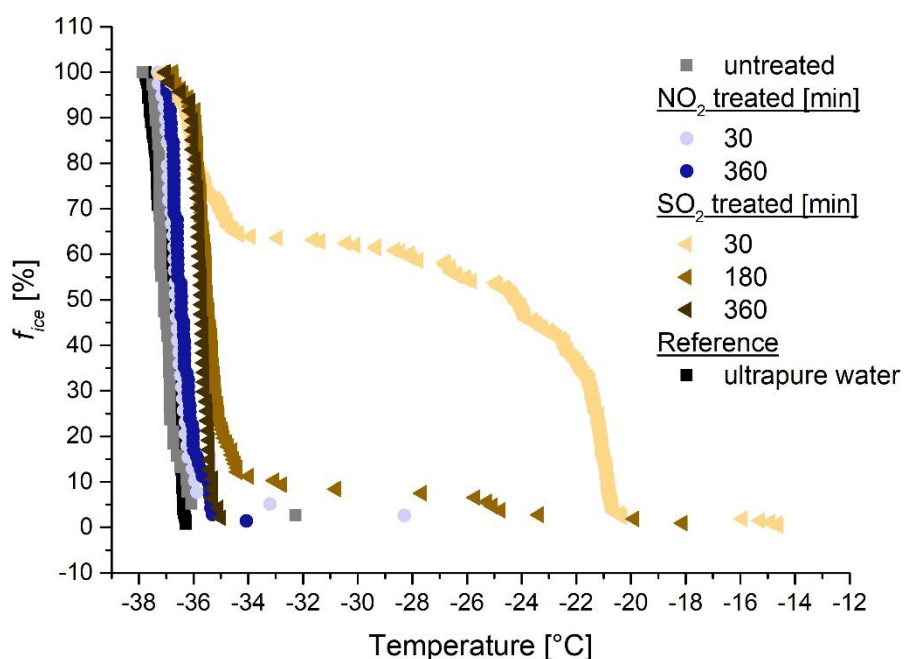 110
100
90
80
70
60
50
40
30
20
10
0
-10
f_ice [%]
-38 -36 -34 -32 -30 -28 -26 -24 -22 -20 -18 -16 -14 -12
Temperature [°C]
untreated
NO₂ treated [min]
30
360
SO₂ treated [min]
30
180
360
Reference
ultrapure water